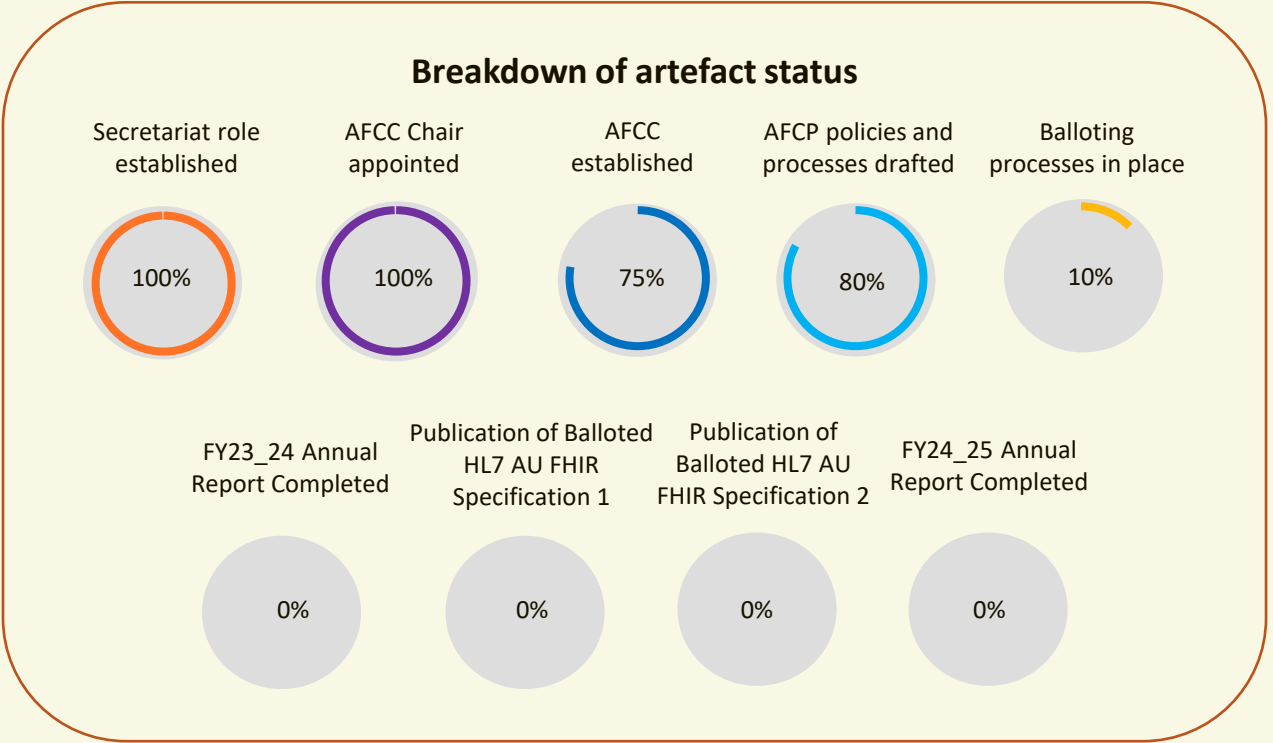 Breakdown of artefact status
Secretariat role
established
AFCC Chair
appointed
AFCC
established
AFCP policies and
processes drafted
Balloting
processes in place
100%
100%
75%
80%
10%
FY23_24 Annual
Report Completed
Publication of Balloted
HL7 AU FHIR
Specification 1
Publication of
Balloted HL7 AU
FHIR Specification 2
FY24_25 Annual
Report Completed
0%
0%
0%
0%